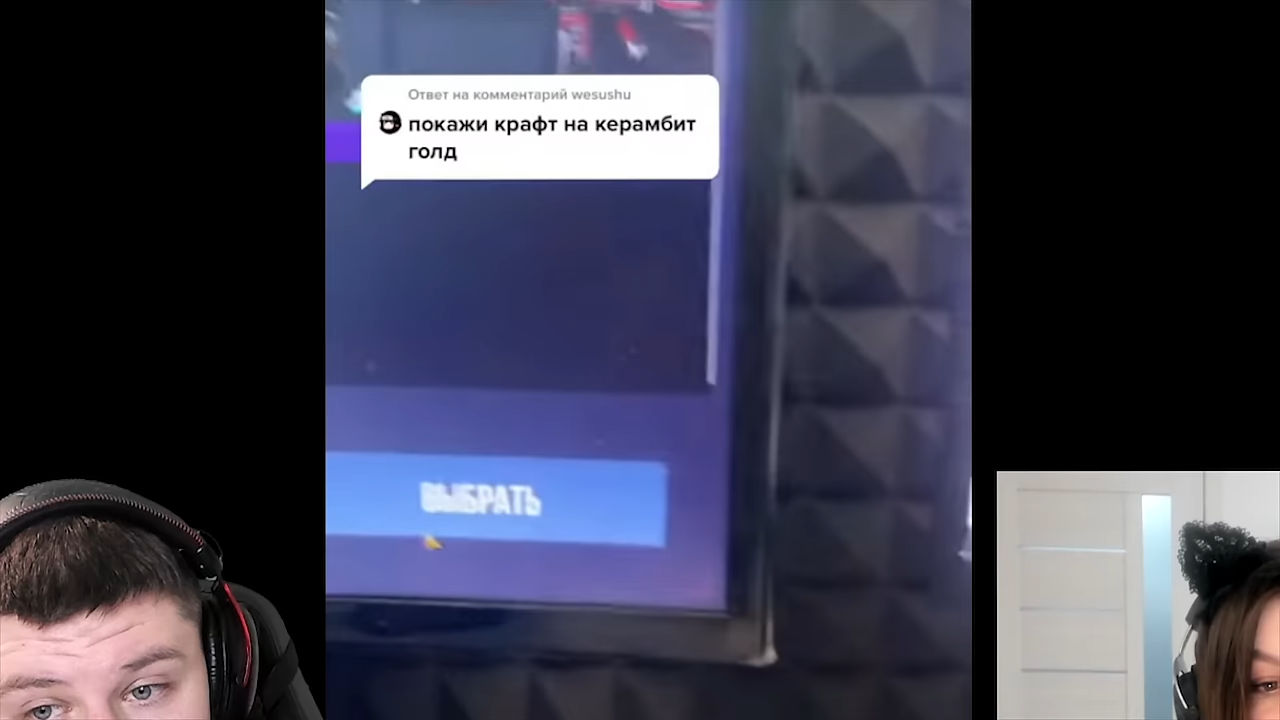 Ответ на комментарий wesushu
покажи крафт на керамбит
голд
ВЫБРАТЬ